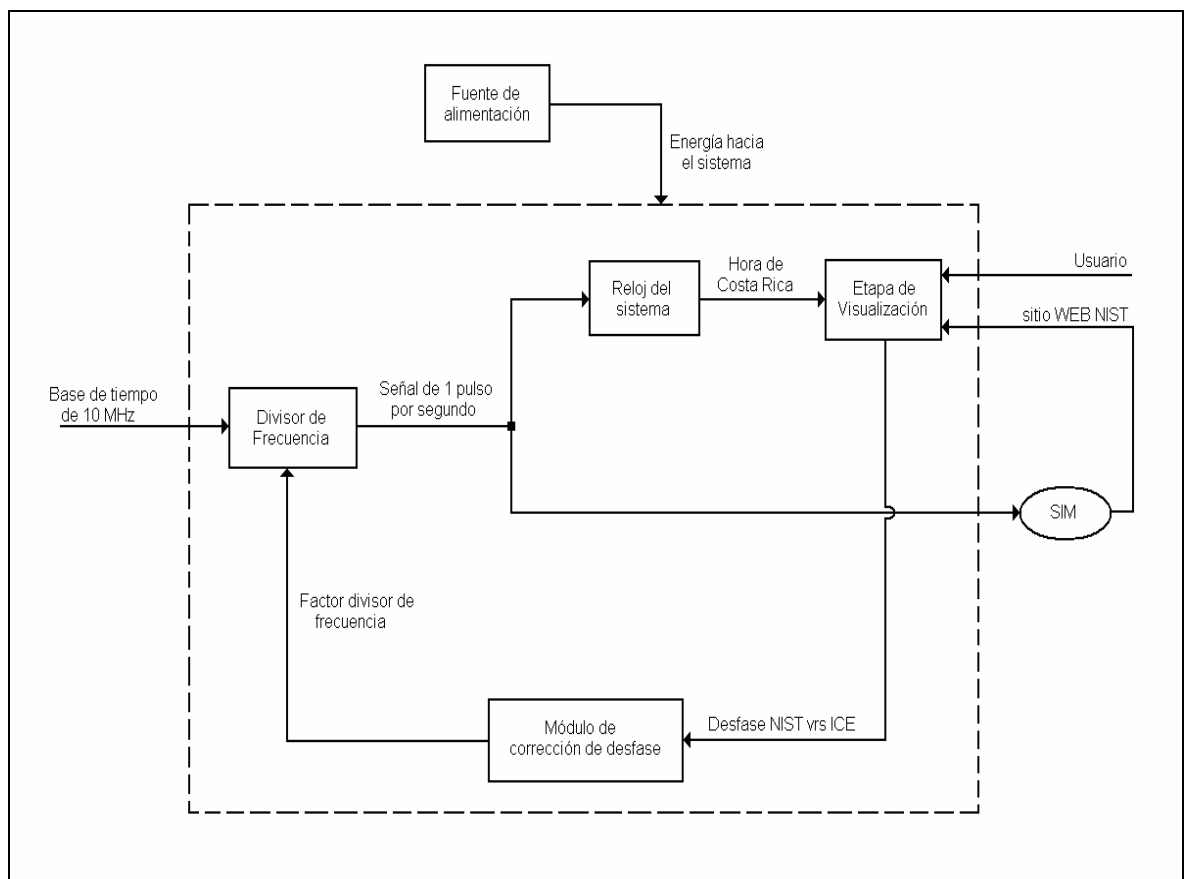 Fuente de
alimentación
Energía hacia
el sistema
Reloj del
sistema
Hora de
Costa Rica
Etapa de
Visualización
Usuario
sitio WEB NIST
Base de tiempo
de 10 MHz
Divisor de
Frecuencia
Señal de 1 pulso
por segundo
SIM
Factor divisor de
frecuencia
Módulo de
corrección de desfase
Desfase NIST vrs ICE